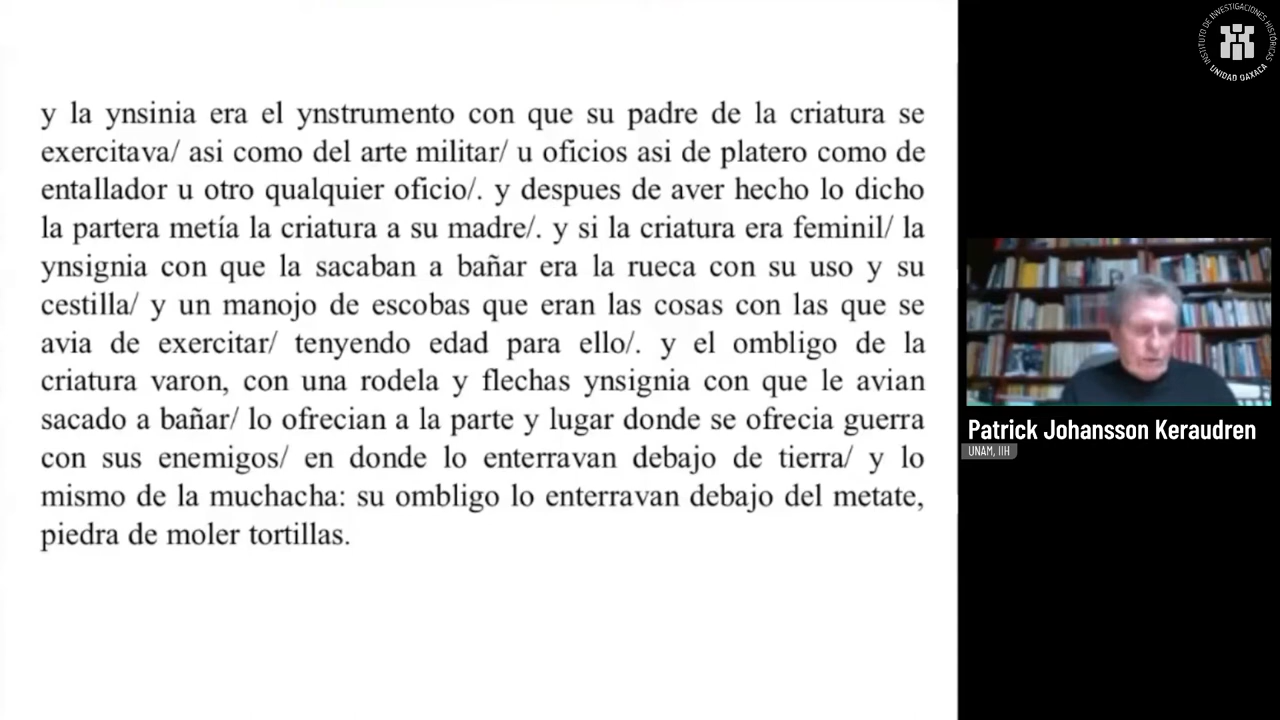 y la ynsinia era el ynstrumento con que su padre de la criatura se
exercitava/ asi como del arte militar/ u oficios asi de platero como de
entallador u otro qualquier oficio/. y despues de aver hecho lo dicho
la partera metía la criatura a su madre/. y si la criatura era feminil/ la
ynsignia con que la sacaban a bañar era la rueca con su uso y su
cestilla/ y un manojo de escobas que eran las cosas con las que se
avia de exercitar/ tenyendo edad para ello/. y el ombligo de la
criatura varon, con una rodela y flechas ynsignia con que le avian
sacado a bañar/ lo ofrecian a la parte y lugar donde se ofrecia guerra
con sus enemigos/ en donde lo enterravan debajo de tierra/ y lo
mismo de la muchacha: su ombligo lo enterravan debajo del metate,
piedra de moler tortillas.
INSTITUTO DE INVESTIGACIONES HISTÓRICAS
UNIDAD OAXACA
Patrick Johansson Keraudren
UNAM, IIH